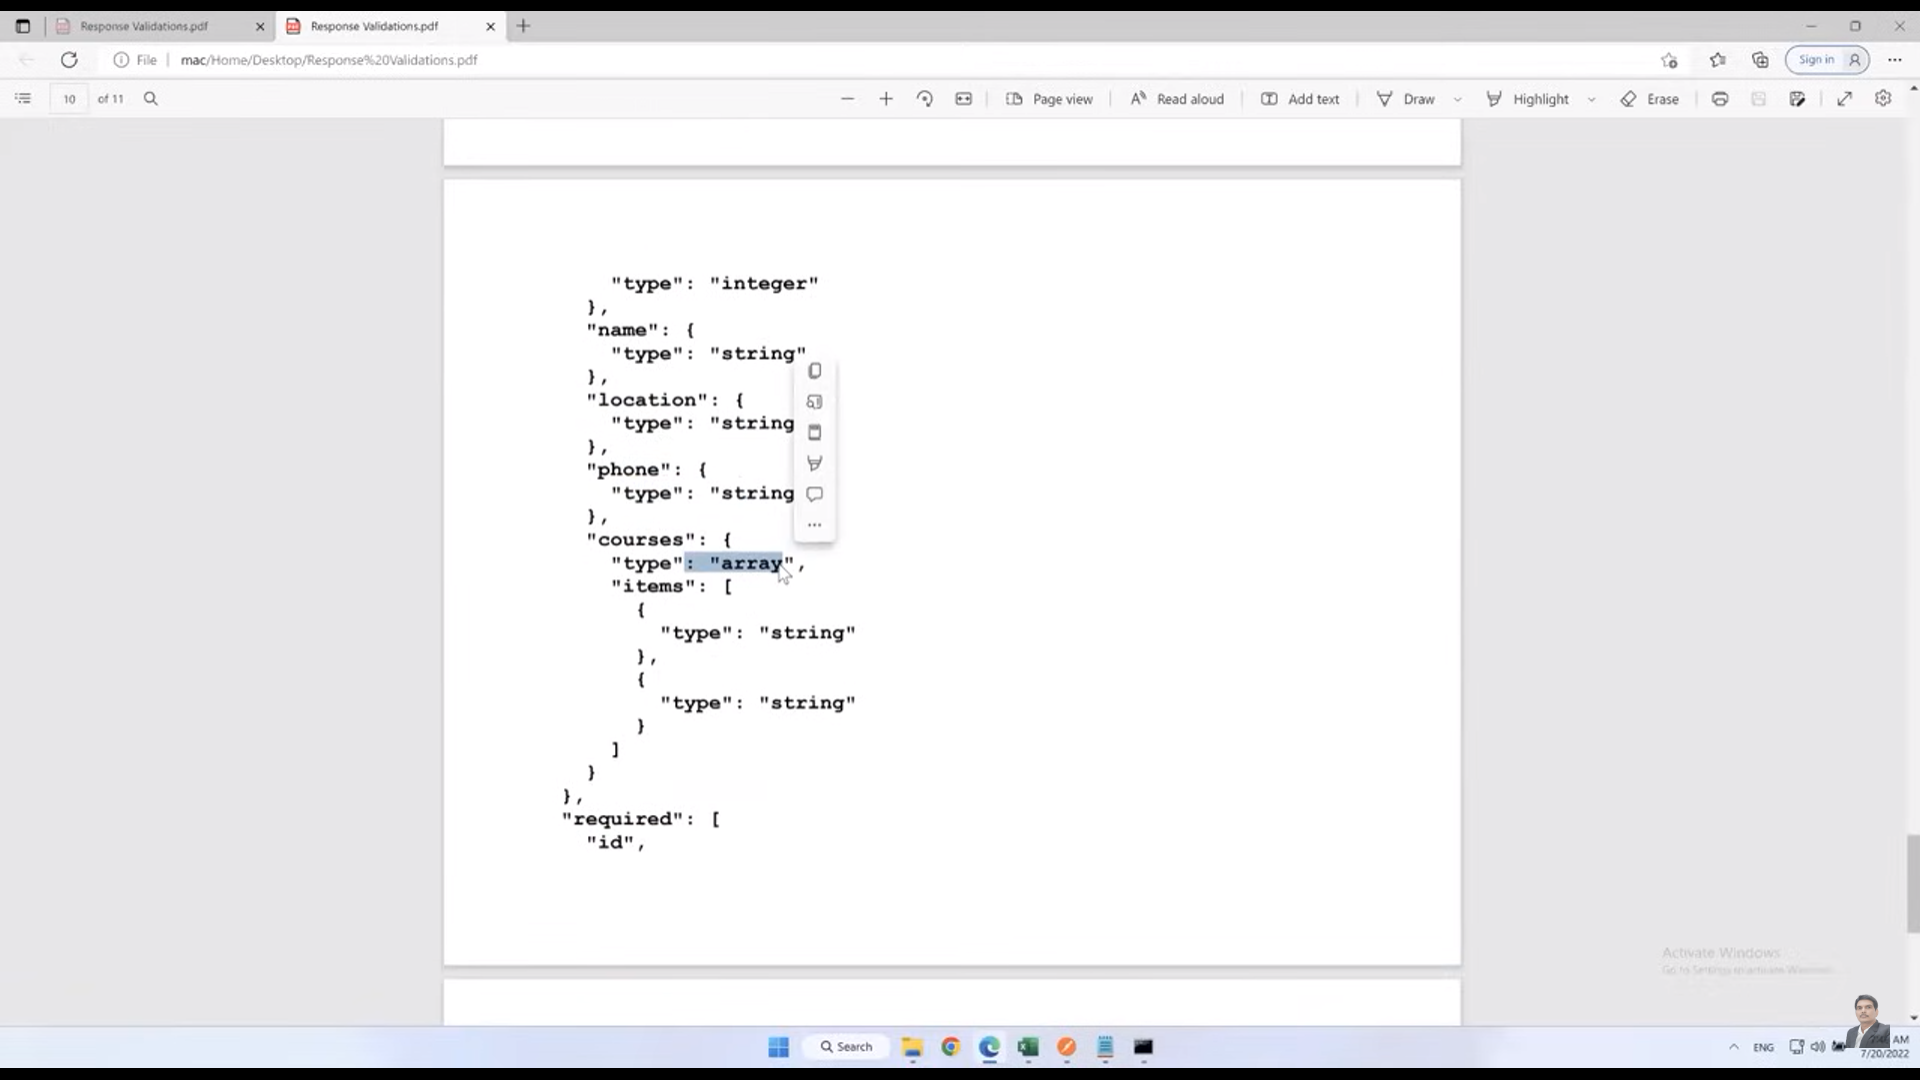 Response Validations.pdf
Response Validations.pdf
File
mac/Home/Desktop/Response%20Validations.pdf
Sign in
10 of 11
Page view
Read aloud
Add text
Draw
Highlight
Erase
"type": "integer"
},
"name": {
"type": "string"
},
"location": {
"type": "string
},
"phone": {
"type": "string
},
"courses": {
"type": "array",
"items": [
{
"type": "string"
},
{
"type": "string"
}
]
}
},
"required": [
"id",
Activate Windows
Go to Settings to activate Windows.
Search
ENG
AM
7/20/2022